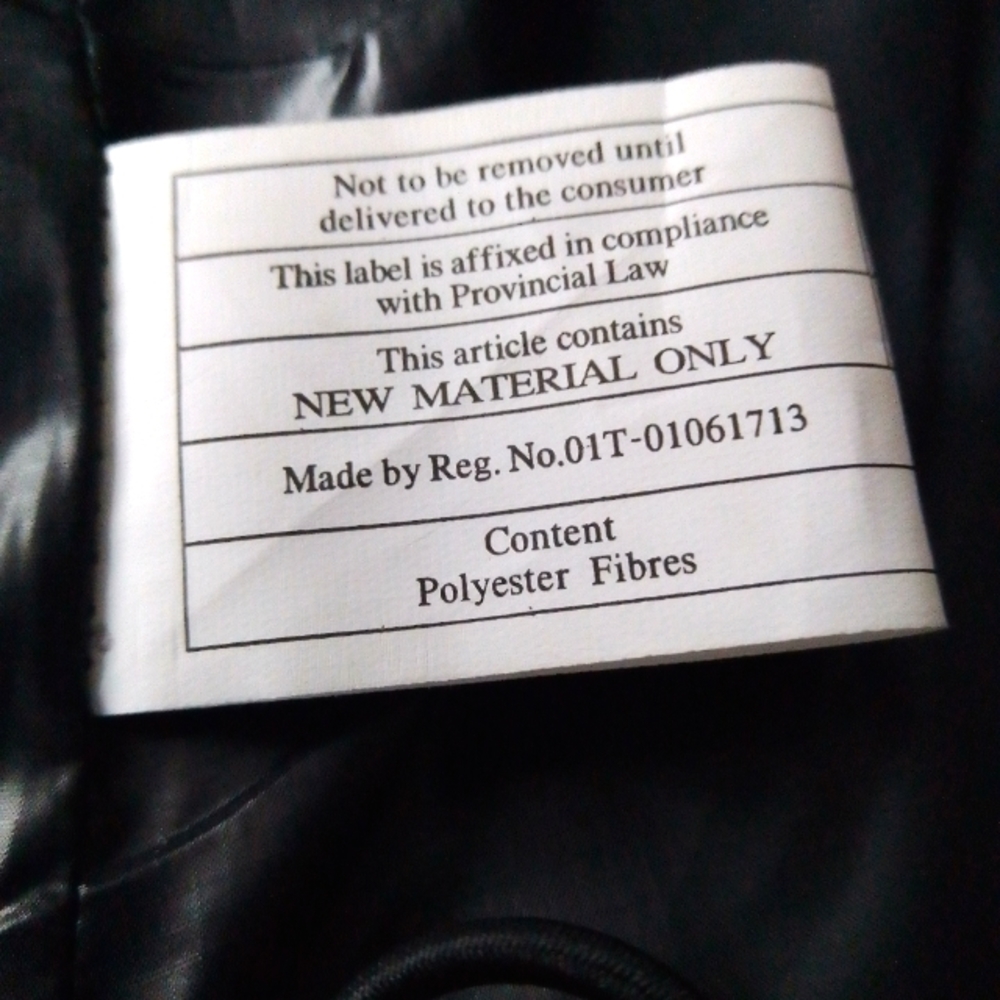 Not to be removed until
delivered to the consumer
This label is affixed in compliance
with Provincial Law
This article contains
NEW MATERIAL ONLY
Made by Reg. No.01T-01061713
Content
Polyester Fibres